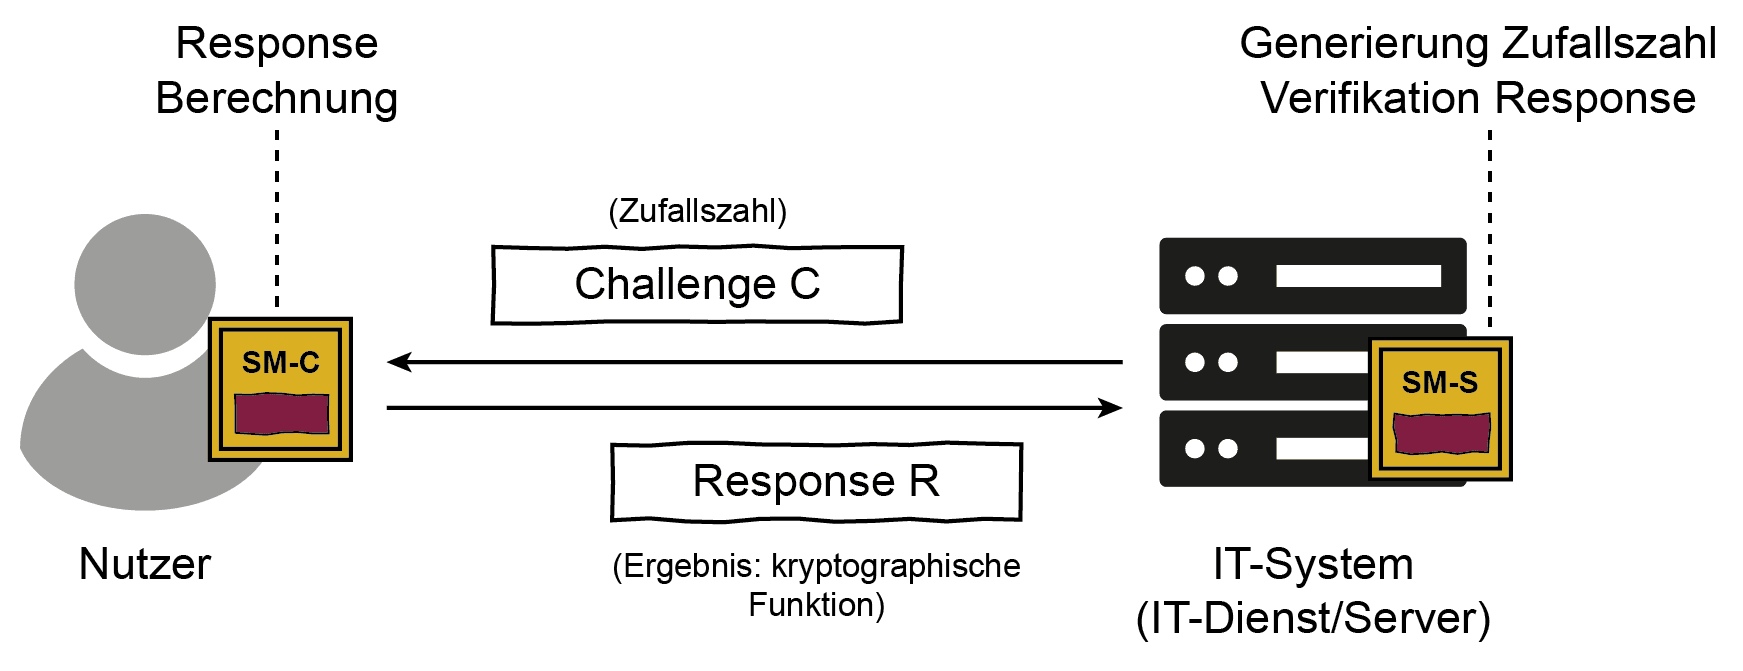 Response
Berechnung
Generierung Zufallszahl
Verifikation Response
(Zufallszahl)
Challenge C
SM-C
SM-S
Response R
(Ergebnis: kryptographische
Funktion)
Nutzer
IT-System
(IT-Dienst/Server)